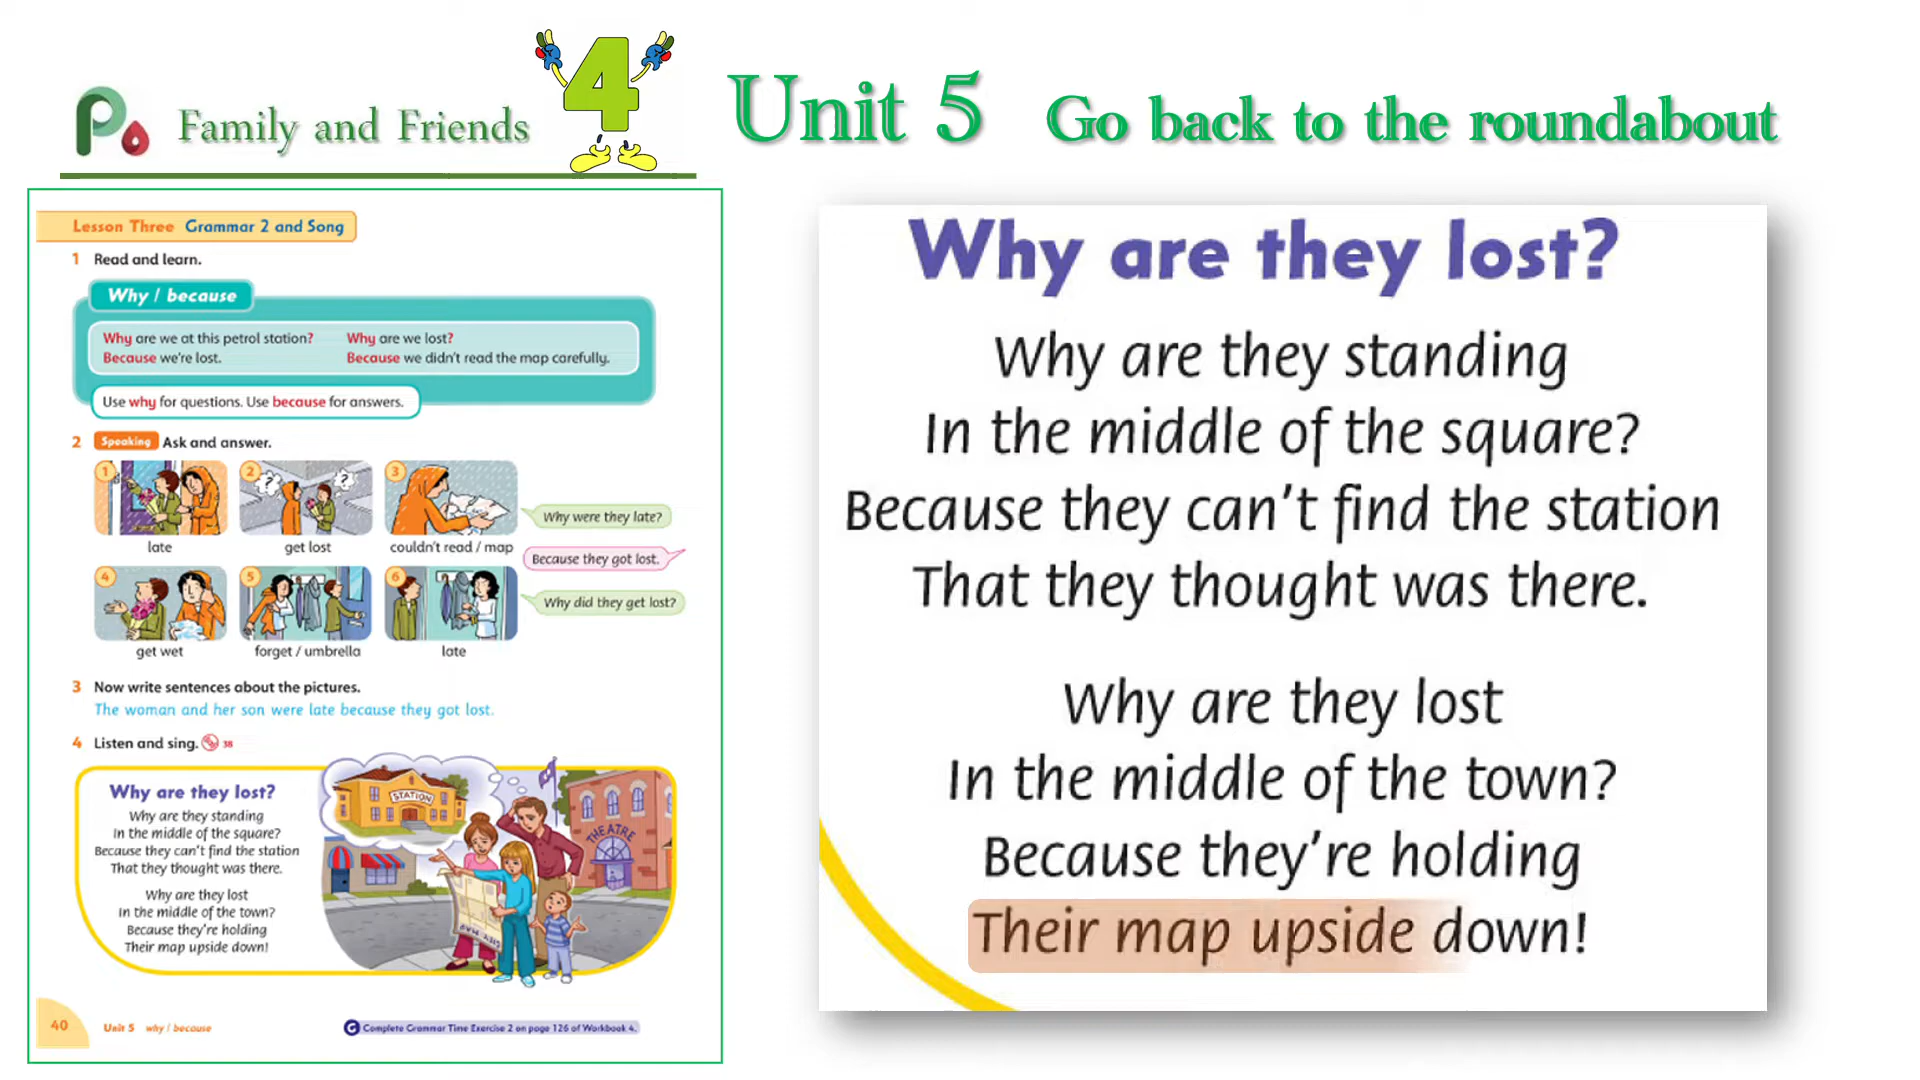 Family and Friends
4
Unit 5 Go back to the roundabout
Lesson Three Grammar 2 and Song
1 Read and learn.
Why / because
Why are we at this petrol station? Why are we lost?
Because we're lost. Because we didn't read the map carefully.
Use why for questions. Use because for answers.
2 Speaking Ask and answer.
1 2 3
? ?
Why were they late?
late get lost couldn't read / map
Because they got lost.
4 5 6
Why did they get lost?
get wet forget / umbrella late
3 Now write sentences about the pictures.
The woman and her son were late because they got lost.
4 Listen and sing. 38
Why are they lost?
Why are they standing
In the middle of the square?
Because they can't find the station
That they thought was there.
Why are they lost
In the middle of the town?
Because they're holding
Their map upside down!
STATION
THEATRE
40 Unit 5 why / because
Complete Grammar Time Exercise 2 on page 126 of Workbook 4.
Why are they lost?
Why are they standing
In the middle of the square?
Because they can't find the station
That they thought was there.
Why are they lost
In the middle of the town?
Because they're holding
Their map upside down!